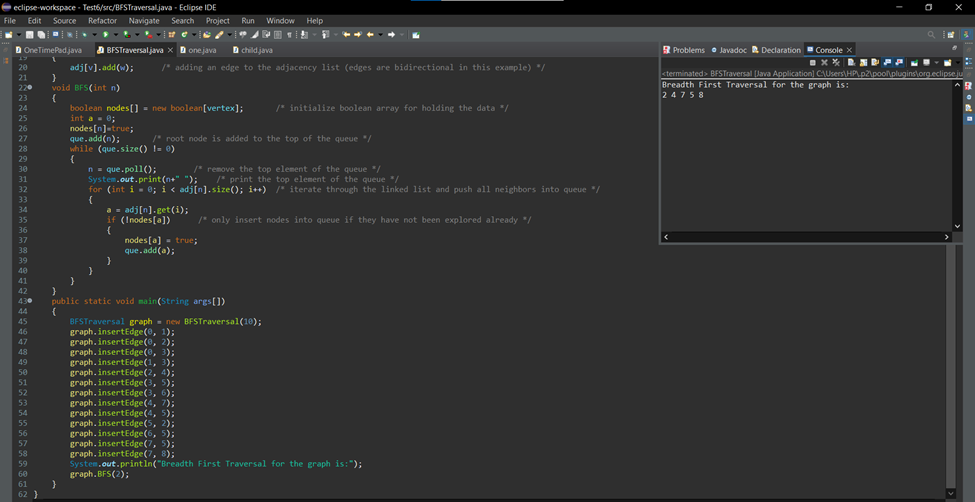 eclipse-workspace - Test6/src/BFSTraversal.java - Eclipse IDE
File Edit Source Refactor Navigate Search Project Run Window Help
OneTimePad.java BFSTraversal.java one.java child.java
19 {
20 adj[v].add(w); /* adding an edge to the adjacency list (edges are bidirectional in this example) */
21 }
22 void BFS(int n)
23 {
24 boolean nodes[] = new boolean[vertex]; /* initialize boolean array for holding the data */
25 int a = 0;
26 nodes[n]=true;
27 que.add(n); /* root node is added to the top of the queue */
28 while (que.size() != 0)
29 {
30 n = que.poll(); /* remove the top element of the queue */
31 System.out.print(n+" "); /* print the top element of the queue */
32 for (int i = 0; i < adj[n].size(); i++) /* iterate through the linked list and push all neighbors into queue */
33 {
34 a = adj[n].get(i);
35 if (!nodes[a]) /* only insert nodes into queue if they have not been explored already */
36 {
37 nodes[a] = true;
38 que.add(a);
39 }
40 }
41 }
42 }
43 public static void main(String args[])
44 {
45 BFSTraversal graph = new BFSTraversal(10);
46 graph.insertEdge(0, 1);
47 graph.insertEdge(0, 2);
48 graph.insertEdge(0, 3);
49 graph.insertEdge(1, 3);
50 graph.insertEdge(2, 4);
51 graph.insertEdge(3, 5);
52 graph.insertEdge(3, 6);
53 graph.insertEdge(4, 7);
54 graph.insertEdge(4, 5);
55 graph.insertEdge(5, 2);
56 graph.insertEdge(6, 5);
57 graph.insertEdge(7, 5);
58 graph.insertEdge(7, 8);
59 System.out.println("Breadth First Traversal for the graph is:");
60 graph.BFS(2);
61 }
62 }
Problems Javadoc Declaration Console
<terminated> BFSTraversal [Java Application] C:\Users\HP\.p2\pool\plugins\org.eclipse.ju
Breadth First Traversal for the graph is:
2 4 7 5 8